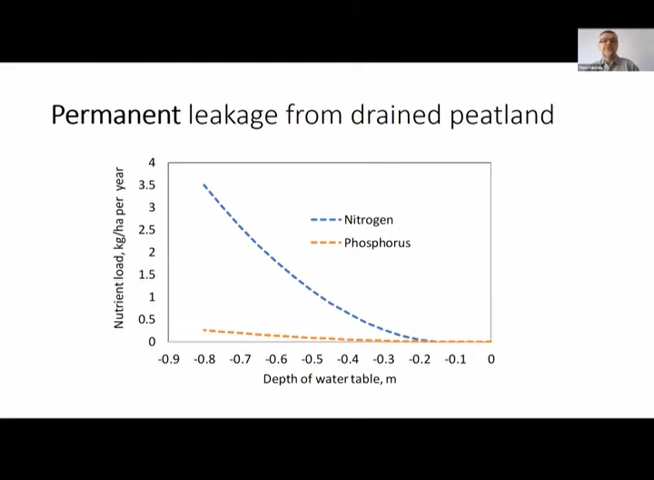 Permanent leakage from drained peatland
Nutrient load, kg/ha per year
4
3.5
3
2.5
2
1.5
1
0.5
0
Nitrogen
Phosphorus
-0.9 -0.8 -0.7 -0.6 -0.5 -0.4 -0.3 -0.2 -0.1 0
Depth of water table, m